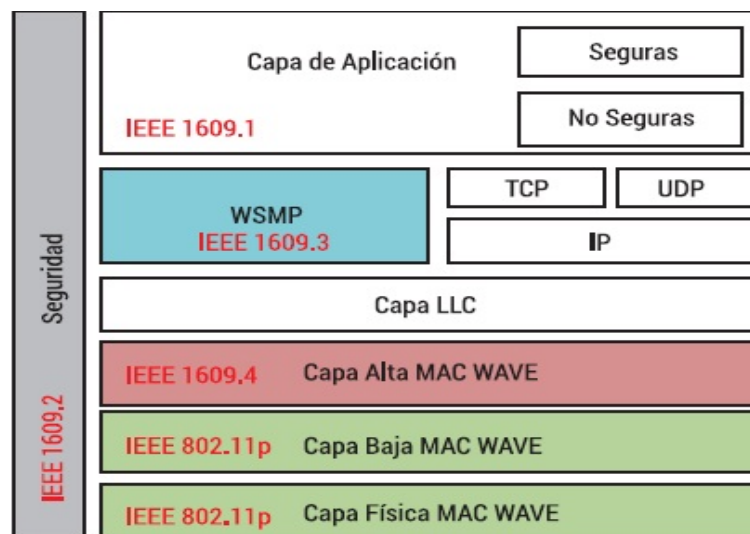 Seguridad
IEEE 1609.2
Capa de Aplicación
IEEE 1609.1
Seguras
No Seguras
WSMP
IEEE 1609.3
TCP
UDP
IP
Capa LLC
IEEE 1609.4 Capa Alta MAC WAVE
IEEE 802.11p Capa Baja MAC WAVE
IEEE 802.11p Capa Física MAC WAVE